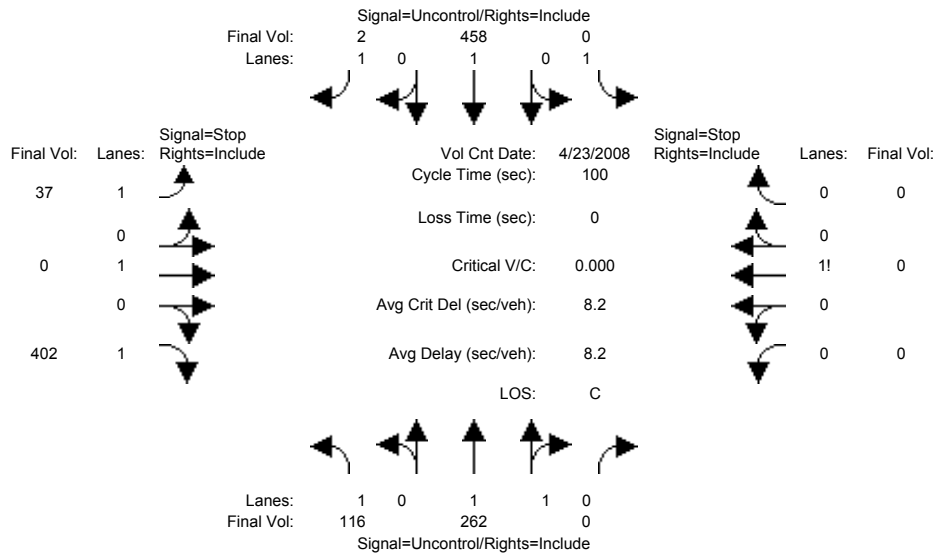 Signal=Uncontrol/Rights=Include
Final Vol: 2 458 0
Lanes: 1 0 1 0 1
Signal=Stop Signal=Stop
Final Vol: Lanes: Rights=Include Vol Cnt Date: 4/23/2008 Rights=Include Lanes: Final Vol:
Cycle Time (sec): 100
37 1 0 0
Loss Time (sec): 0
0 0
0 1 Critical V/C: 0.000 1! 0
0 Avg Crit Del (sec/veh): 8.2 0
402 1 Avg Delay (sec/veh): 8.2 0 0
LOS: C
Lanes: 1 0 1 1 0
Final Vol: 116 262 0
Signal=Uncontrol/Rights=Include